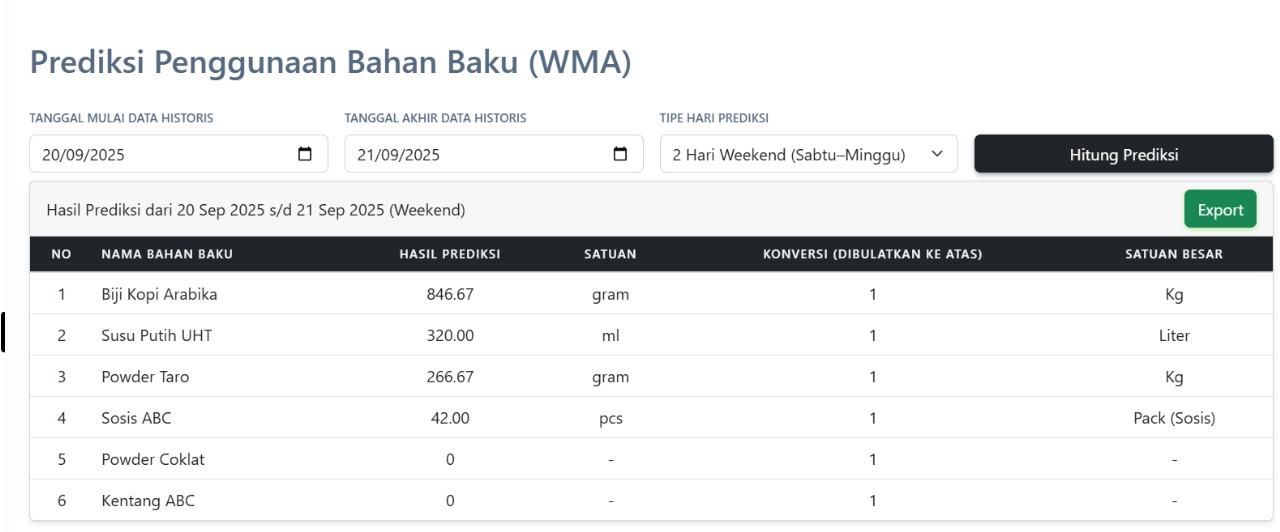 Prediksi Penggunaan Bahan Baku (WMA)
TANGGAL MULAI DATA HISTORIS TANGGAL AKHIR DATA HISTORIS TIPE HARI PREDIKSI
20/09/2025 21/09/2025 2 Hari Weekend (Sabtu–Minggu) Hitung Prediksi
Hasil Prediksi dari 20 Sep 2025 s/d 21 Sep 2025 (Weekend) Export
NO NAMA BAHAN BAKU HASIL PREDIKSI SATUAN KONVERSI (DIBULATKAN KE ATAS) SATUAN BESAR
1 Biji Kopi Arabika 846.67 gram 1 Kg
2 Susu Putih UHT 320.00 ml 1 Liter
3 Powder Taro 266.67 gram 1 Kg
4 Sosis ABC 42.00 pcs 1 Pack (Sosis)
5 Powder Coklat 0 - 1 -
6 Kentang ABC 0 - 1 -